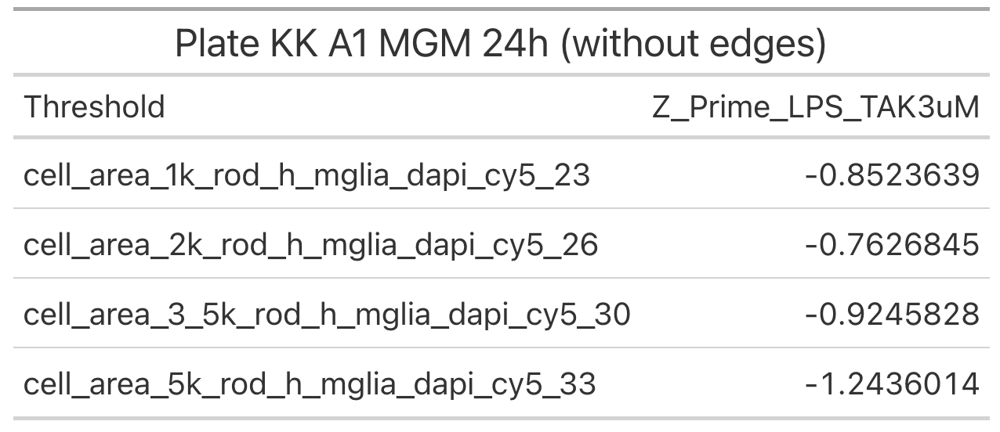 Plate KK A1 MGM 24h (without edges)
Threshold Z_Prime_LPS_TAK3uM
cell_area_1k_rod_h_mglia_dapi_cy5_23 -0.8523639
cell_area_2k_rod_h_mglia_dapi_cy5_26 -0.7626845
cell_area_3_5k_rod_h_mglia_dapi_cy5_30 -0.9245828
cell_area_5k_rod_h_mglia_dapi_cy5_33 -1.2436014